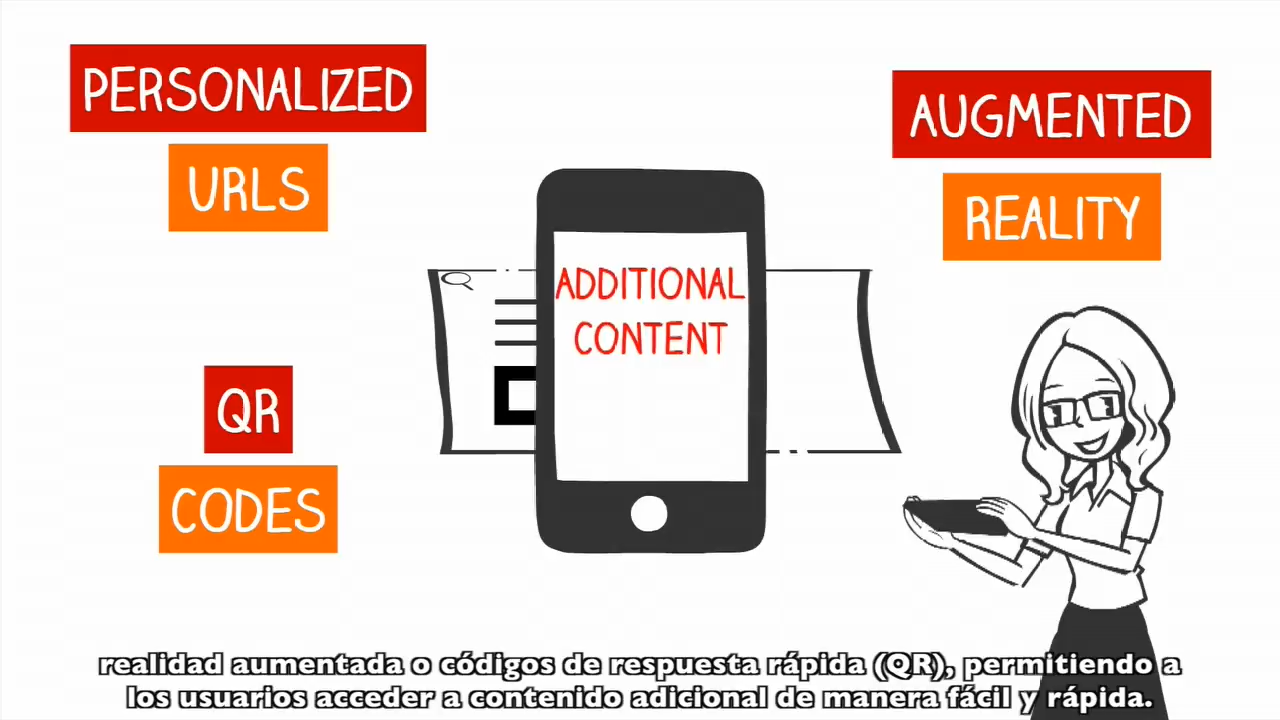 PERSONALIZED
URLS
AUGMENTED
REALITY
ADDITIONAL
CONTENT
QR
CODES
realidad aumentada o códigos de respuesta rápida (QR), permitiendo a
los usuarios acceder a contenido adicional de manera fácil y rápida.